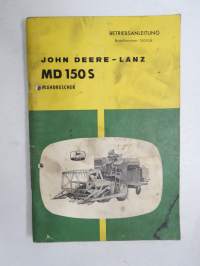 BETRIEBSANLEITUNG
JOHN DEERE – LANZ
MD 150 S
MÄHDRESCHER